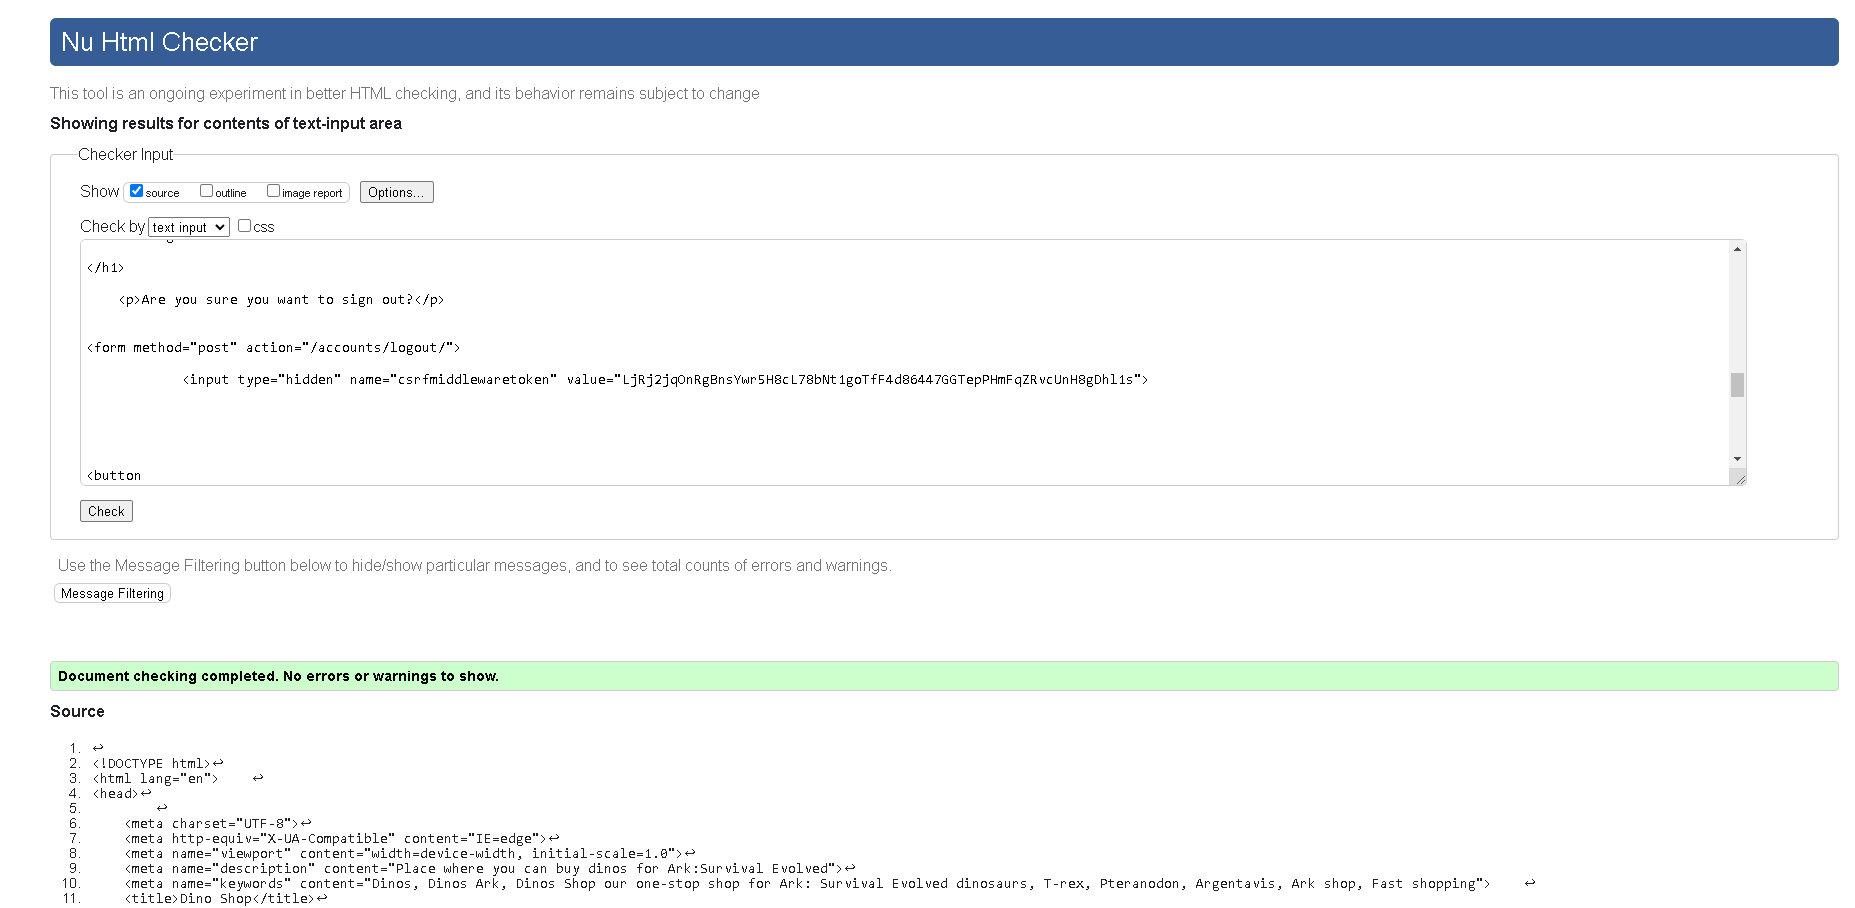 Nu Html Checker
This tool is an ongoing experiment in better HTML checking, and its behavior remains subject to change
Showing results for contents of text-input area
Checker Input
Show source outline image report Options...
Check by text input css
</h1>
<p>Are you sure you want to sign out?</p>
<form method="post" action="/accounts/logout/">
<input type="hidden" name="csrfmiddlewaretoken" value="LjRj2jqOnRgBnsYwr5H8cL78bNt1goTfF4d86447GGTepPHmFqZRvcUnH8gDhl1s">
<button
Check
Use the Message Filtering button below to hide/show particular messages, and to see total counts of errors and warnings.
Message Filtering
Document checking completed. No errors or warnings to show.
Source
1. ↩
2. <!DOCTYPE html>↩
3. <html lang="en"> ↩
4. <head>↩
5. ↩
6. <meta charset="UTF-8">↩
7. <meta http-equiv="X-UA-Compatible" content="IE=edge">↩
8. <meta name="viewport" content="width=device-width, initial-scale=1.0">↩
9. <meta name="description" content="Place where you can buy dinos for Ark:Survival Evolved">↩
10. <meta name="keywords" content="Dinos, Dinos Ark, Dinos Shop our one-stop shop for Ark: Survival Evolved dinosaurs, T-rex, Pteranodon, Argentavis, Ark shop, Fast shopping"> ↩
11. <title>Dino Shop</title>↩